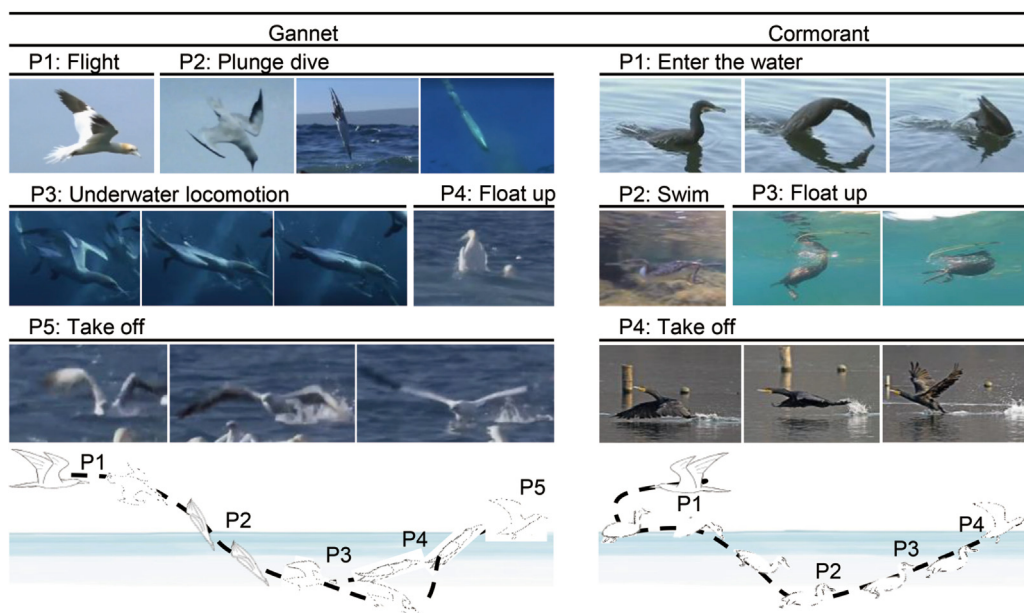 Gannet
Cormorant
P1: Flight
P2: Plunge dive
P1: Enter the water
P3: Underwater locomotion
P4: Float up
P2: Swim
P3: Float up
P5: Take off
P4: Take off
P1
P2
P3
P4
P5
P1
P2
P3
P4